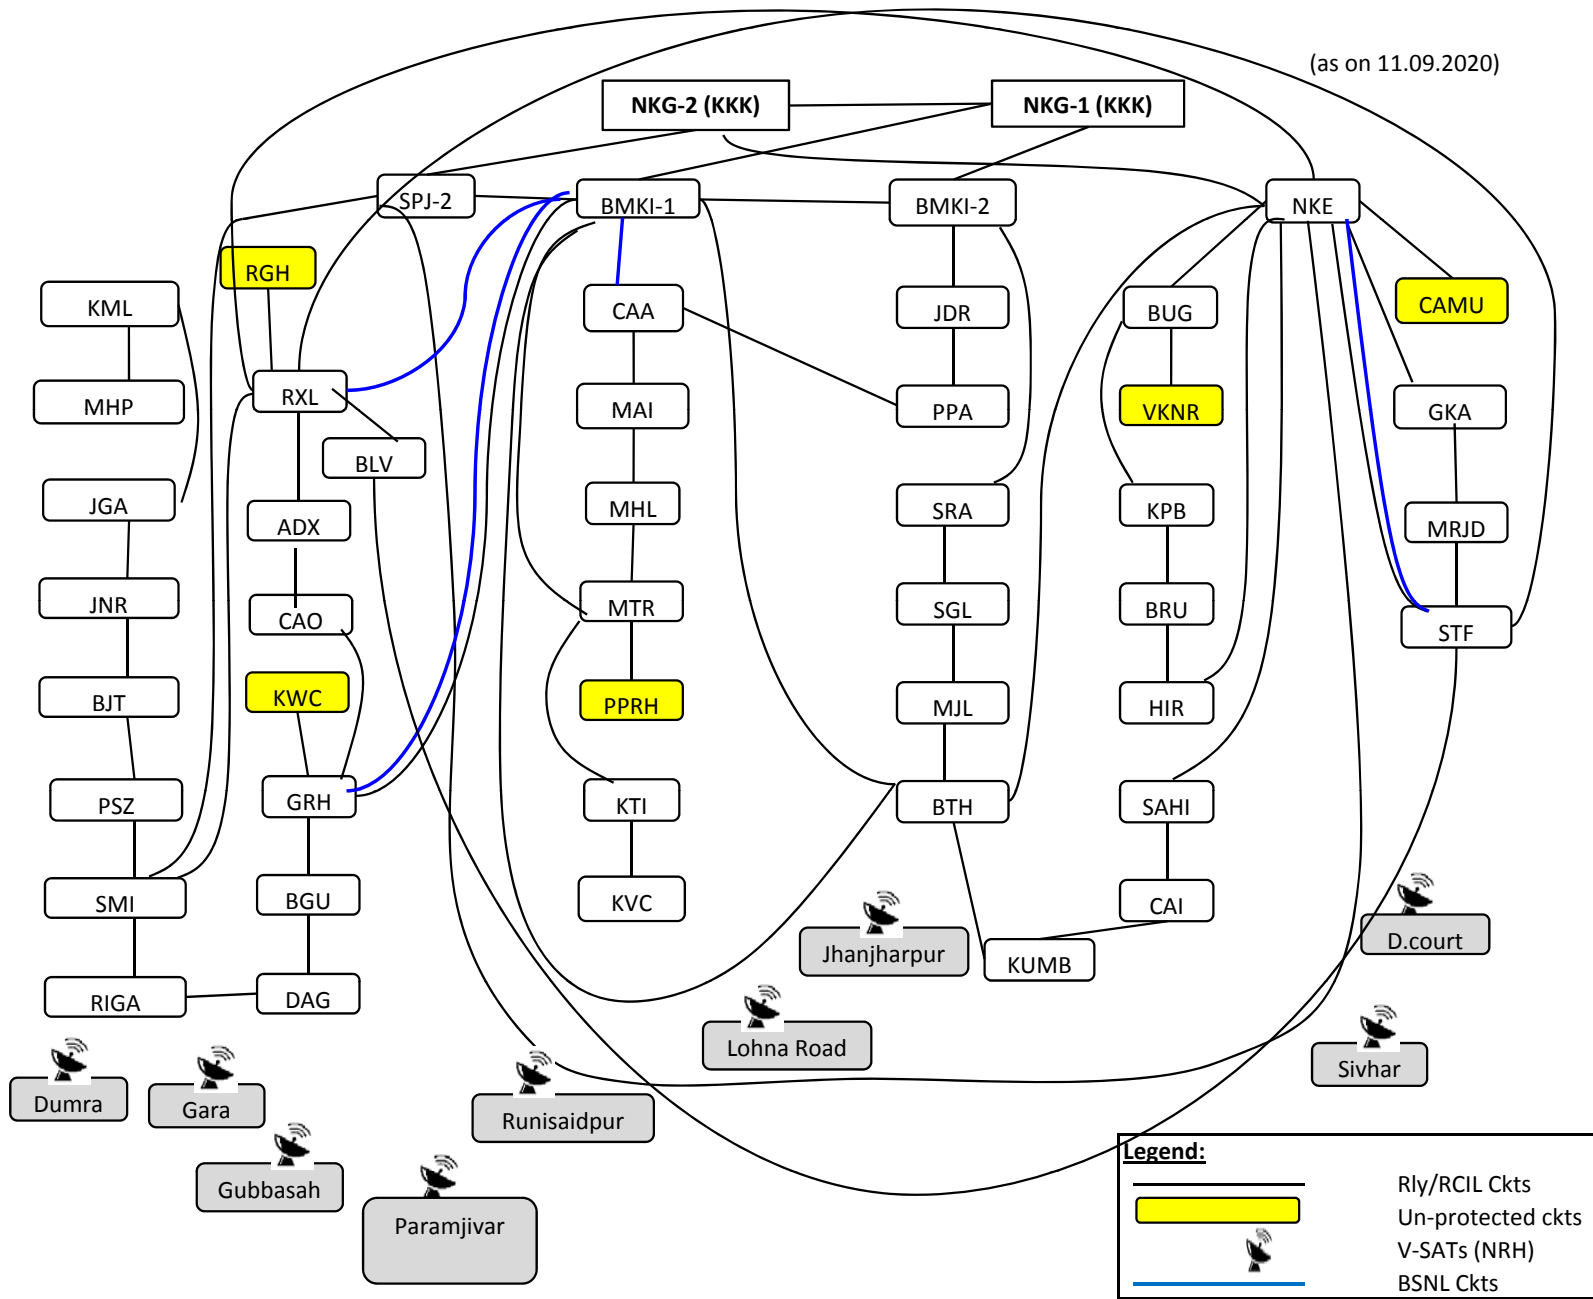 (as on 11.09.2020)
NKG-2 (KKK)
NKG-1 (KKK)
SPJ-2
BMKI-1
BMKI-2
NKE
RGH
KML
CAA
JDR
BUG
CAMU
MHP
RXL
MAI
PPA
VKNR
GKA
BLV
JGA
ADX
MHL
SRA
KPB
MRJD
JNR
CAO
MTR
SGL
BRU
STF
BJT
KWC
PPRH
MJL
HIR
PSZ
GRH
KTI
BTH
SAHI
SMI
BGU
KVC
CAI
D.court
Jhanjharpur
KUMB
RIGA
DAG
Lohna Road
Sivhar
Dumra
Gara
Runisaidpur
Gubbasah
Paramjivar
Legend:
Rly/RCIL Ckts
Un-protected ckts
V-SATs (NRH)
BSNL Ckts